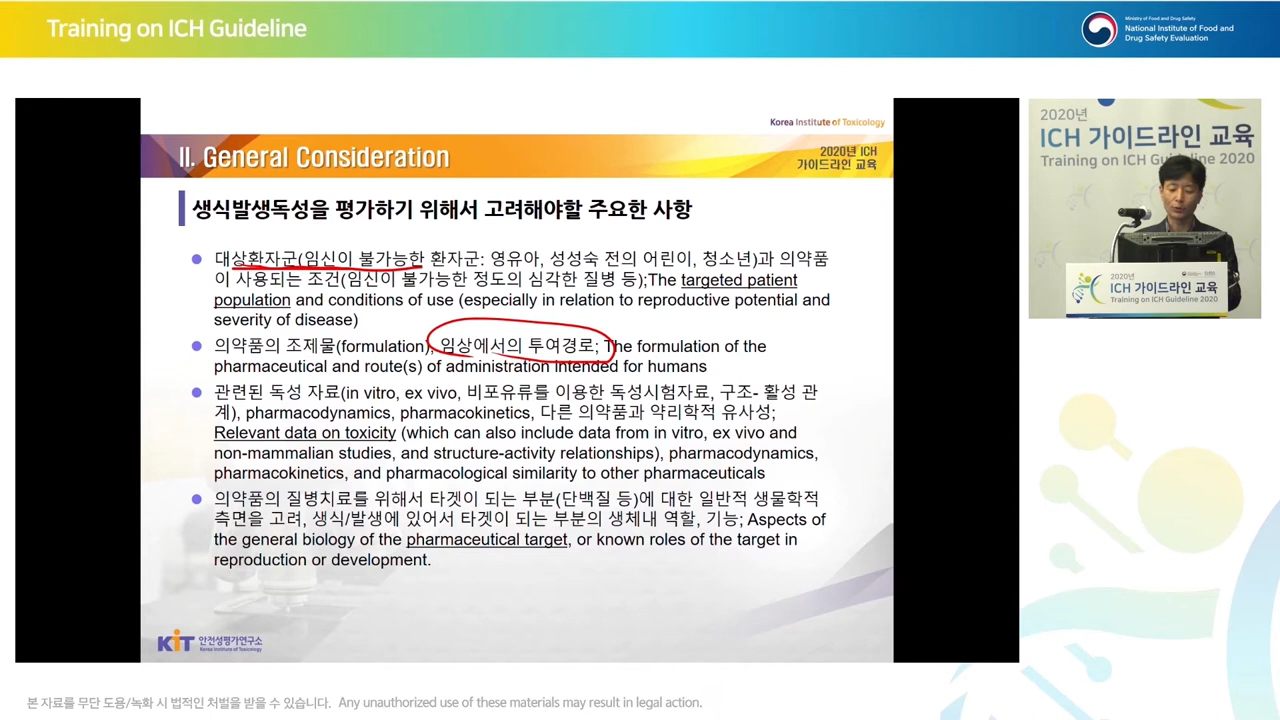 Training on ICH Guideline
Ministry of Food and Drug Safety
National Institute of Food and
Drug Safety Evaluation
Korea Institute of Toxicology
II. General Consideration
2020년 ICH
가이드라인 교육
생식발생독성을 평가하기 위해서 고려해야할 주요한 사항
대상환자군(임신이 불가능한 환자군: 영유아, 성성숙 전의 어린이, 청소년)과 의약품
이 사용되는 조건(임신이 불가능한 정도의 심각한 질병 등);The targeted patient
population and conditions of use (especially in relation to reproductive potential and
severity of disease)
의약품의 조제물(formulation), 임상에서의 투여경로; The formulation of the
pharmaceutical and route(s) of administration intended for humans
관련된 독성 자료(in vitro, ex vivo, 비포유류를 이용한 독성시험자료, 구조- 활성 관
계), pharmacodynamics, pharmacokinetics, 다른 의약품과 약리학적 유사성;
Relevant data on toxicity (which can also include data from in vitro, ex vivo and
non-mammalian studies, and structure-activity relationships), pharmacodynamics,
pharmacokinetics, and pharmacological similarity to other pharmaceuticals
의약품의 질병치료를 위해서 타겟이 되는 부분(단백질 등)에 대한 일반적 생물학적
측면을 고려, 생식/발생에 있어서 타겟이 되는 부분의 생체내 역할, 기능; Aspects of
the general biology of the pharmaceutical target, or known roles of the target in
reproduction or development.
KIT 안전성평가연구소
Korea Institute of Toxicology
2020년
ICH 가이드라인 교육
Training on ICH Guideline 2020
2020년
ICH 가이드라인 교육
Training on ICH Guideline 2020
본 자료를 무단 도용/녹화 시 법적인 처벌을 받을 수 있습니다. Any unauthorized use of these materials may result in legal action.